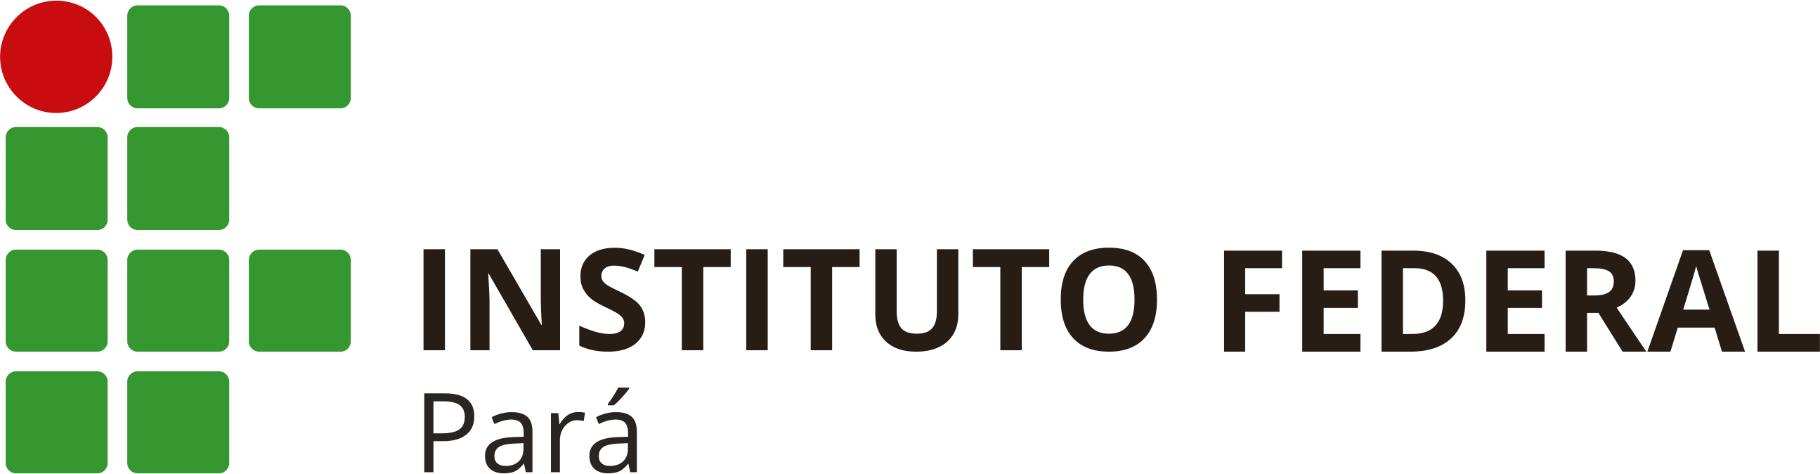 INSTITUTO FEDERAL
Pará